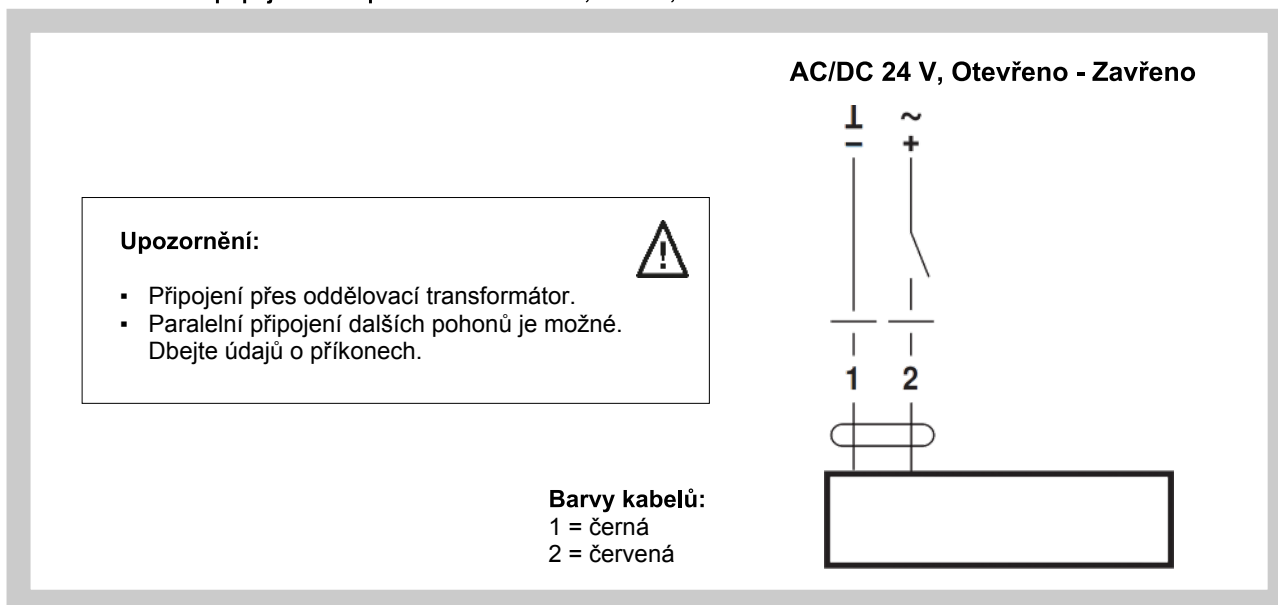 AC/DC 24 V, Otevřeno - Zavřeno
⊥ ~
– +
Upozornění:
▪ Připojení přes oddělovací transformátor.
▪ Paralelní připojení dalších pohonů je možné.
Dbejte údajů o příkonech.
1 2
Barvy kabelů:
1 = černá
2 = červená